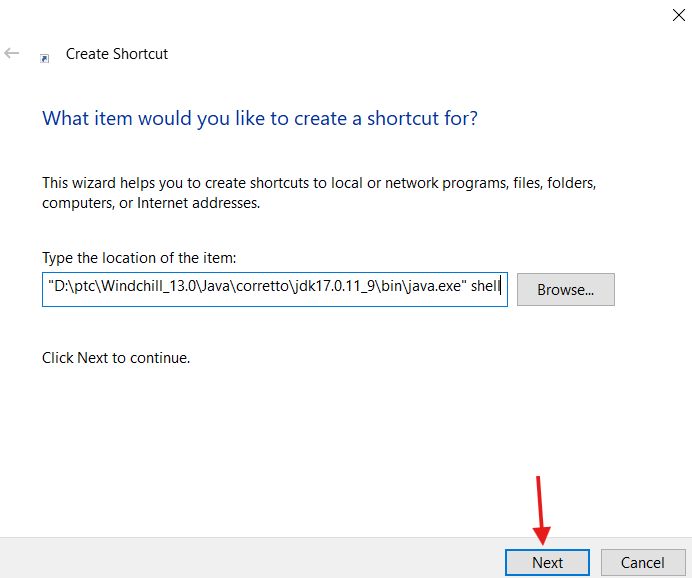 Create Shortcut
What item would you like to create a shortcut for?
This wizard helps you to create shortcuts to local or network programs, files, folders,
computers, or Internet addresses.
Type the location of the item:
"D:\ptc\Windchill_13.0\Java\corretto\jdk17.0.11_9\bin\java.exe" shell
Browse...
Click Next to continue.
Next
Cancel